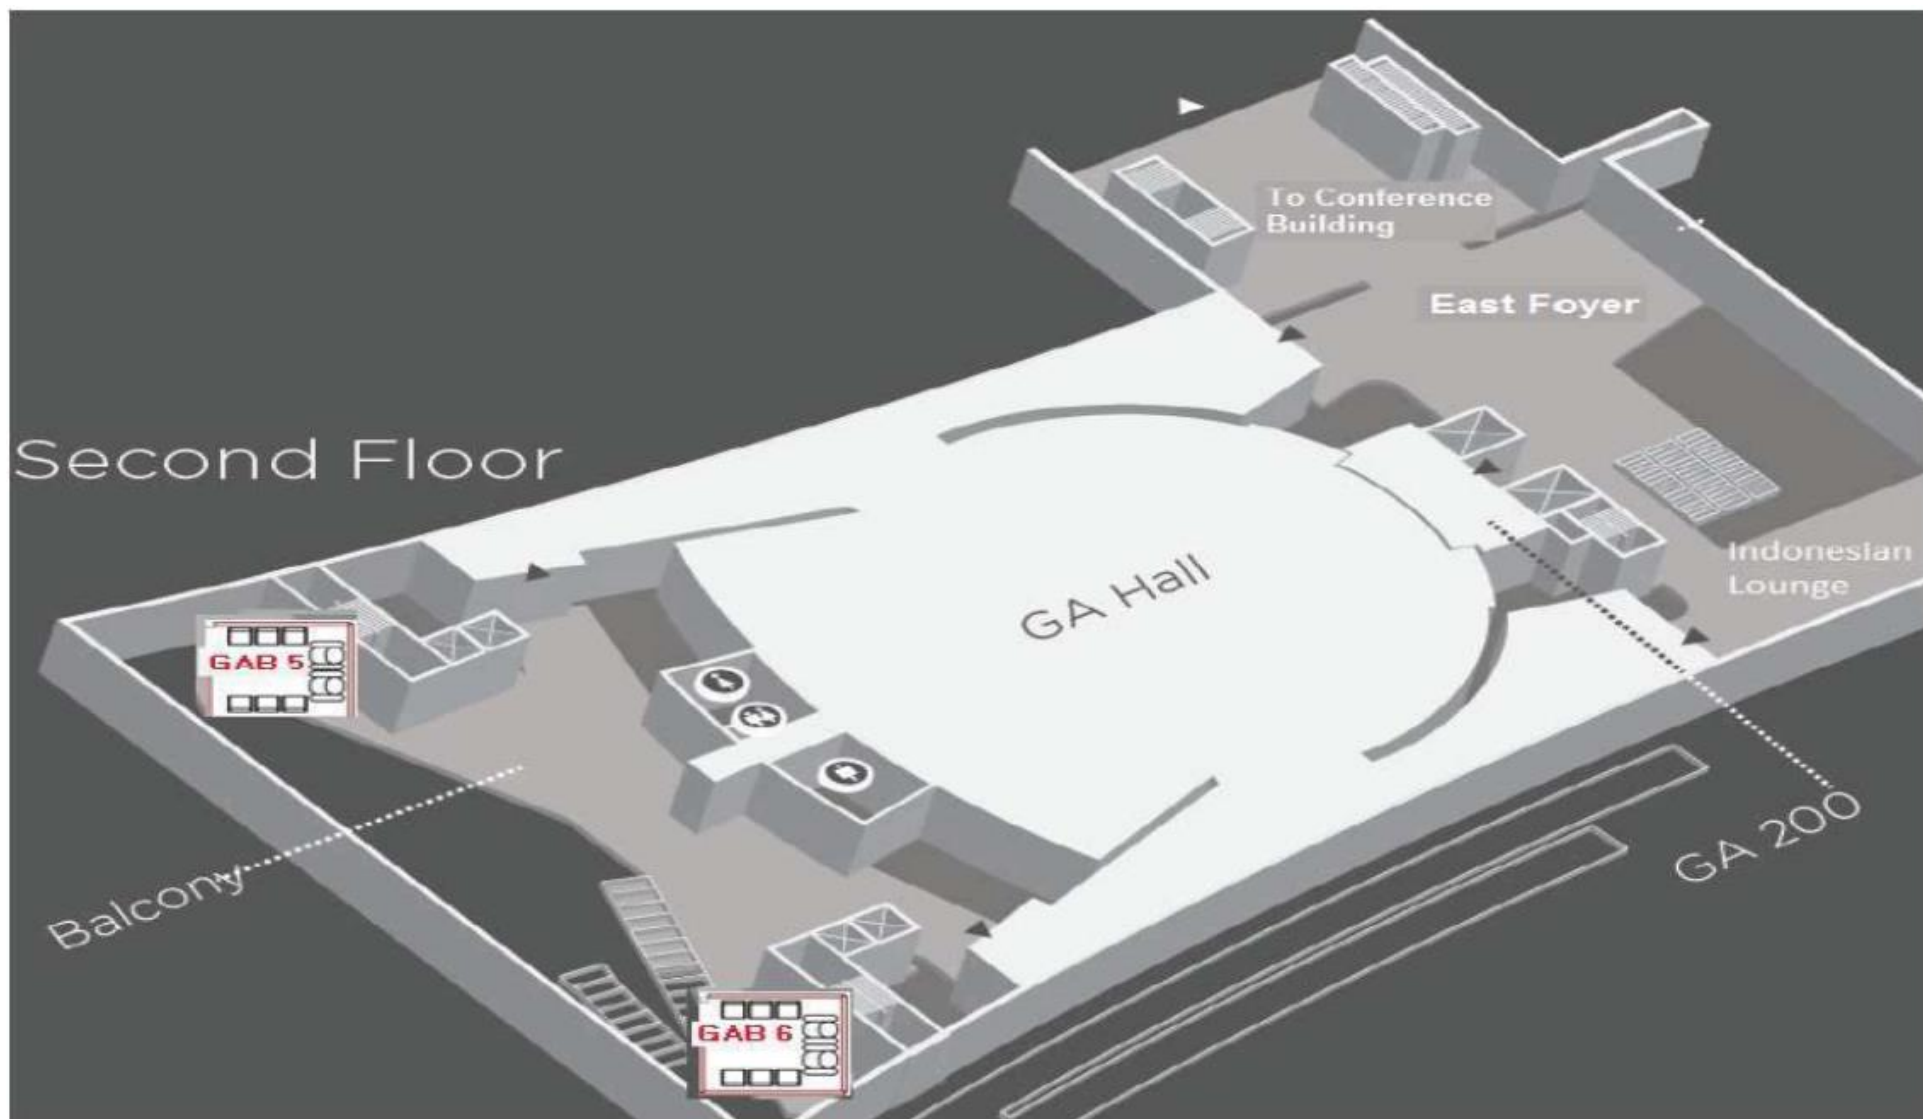 To Conference
Building
East Foyer
Second Floor
Indonesian
Lounge
GA Hall
GAB 5
Balcony
GA 200
GAB 6